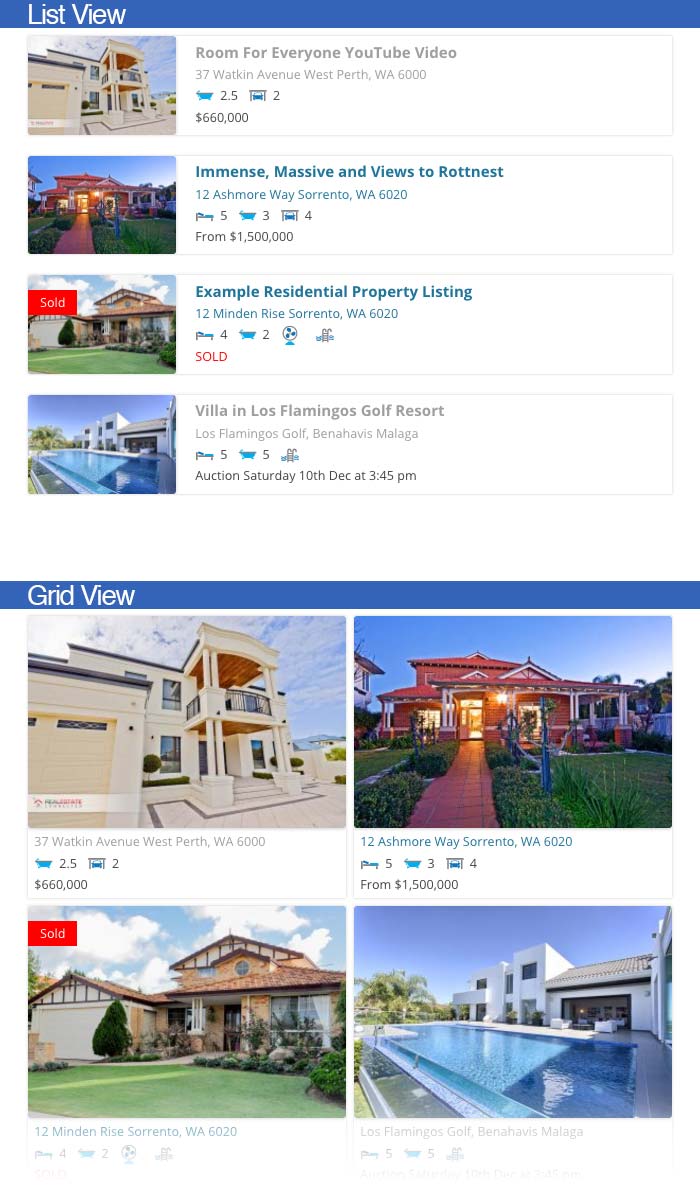 List View
Room For Everyone YouTube Video
37 Watkin Avenue West Perth, WA 6000
2.5 2
$660,000
Immense, Massive and Views to Rottnest
12 Ashmore Way Sorrento, WA 6020
5 3 4
From $1,500,000
Sold
Example Residential Property Listing
12 Minden Rise Sorrento, WA 6020
4 2
SOLD
Villa in Los Flamingos Golf Resort
Los Flamingos Golf, Benahavis Malaga
5 5
Auction Saturday 10th Dec at 3:45 pm
Grid View
REALESTATE
37 Watkin Avenue West Perth, WA 6000
2.5 2
$660,000
12 Ashmore Way Sorrento, WA 6020
5 3 4
From $1,500,000
Sold
12 Minden Rise Sorrento, WA 6020
4 2
SOLD
Los Flamingos Golf, Benahavis Malaga
5 5
Auction Saturday 10th Dec at 3:45 pm